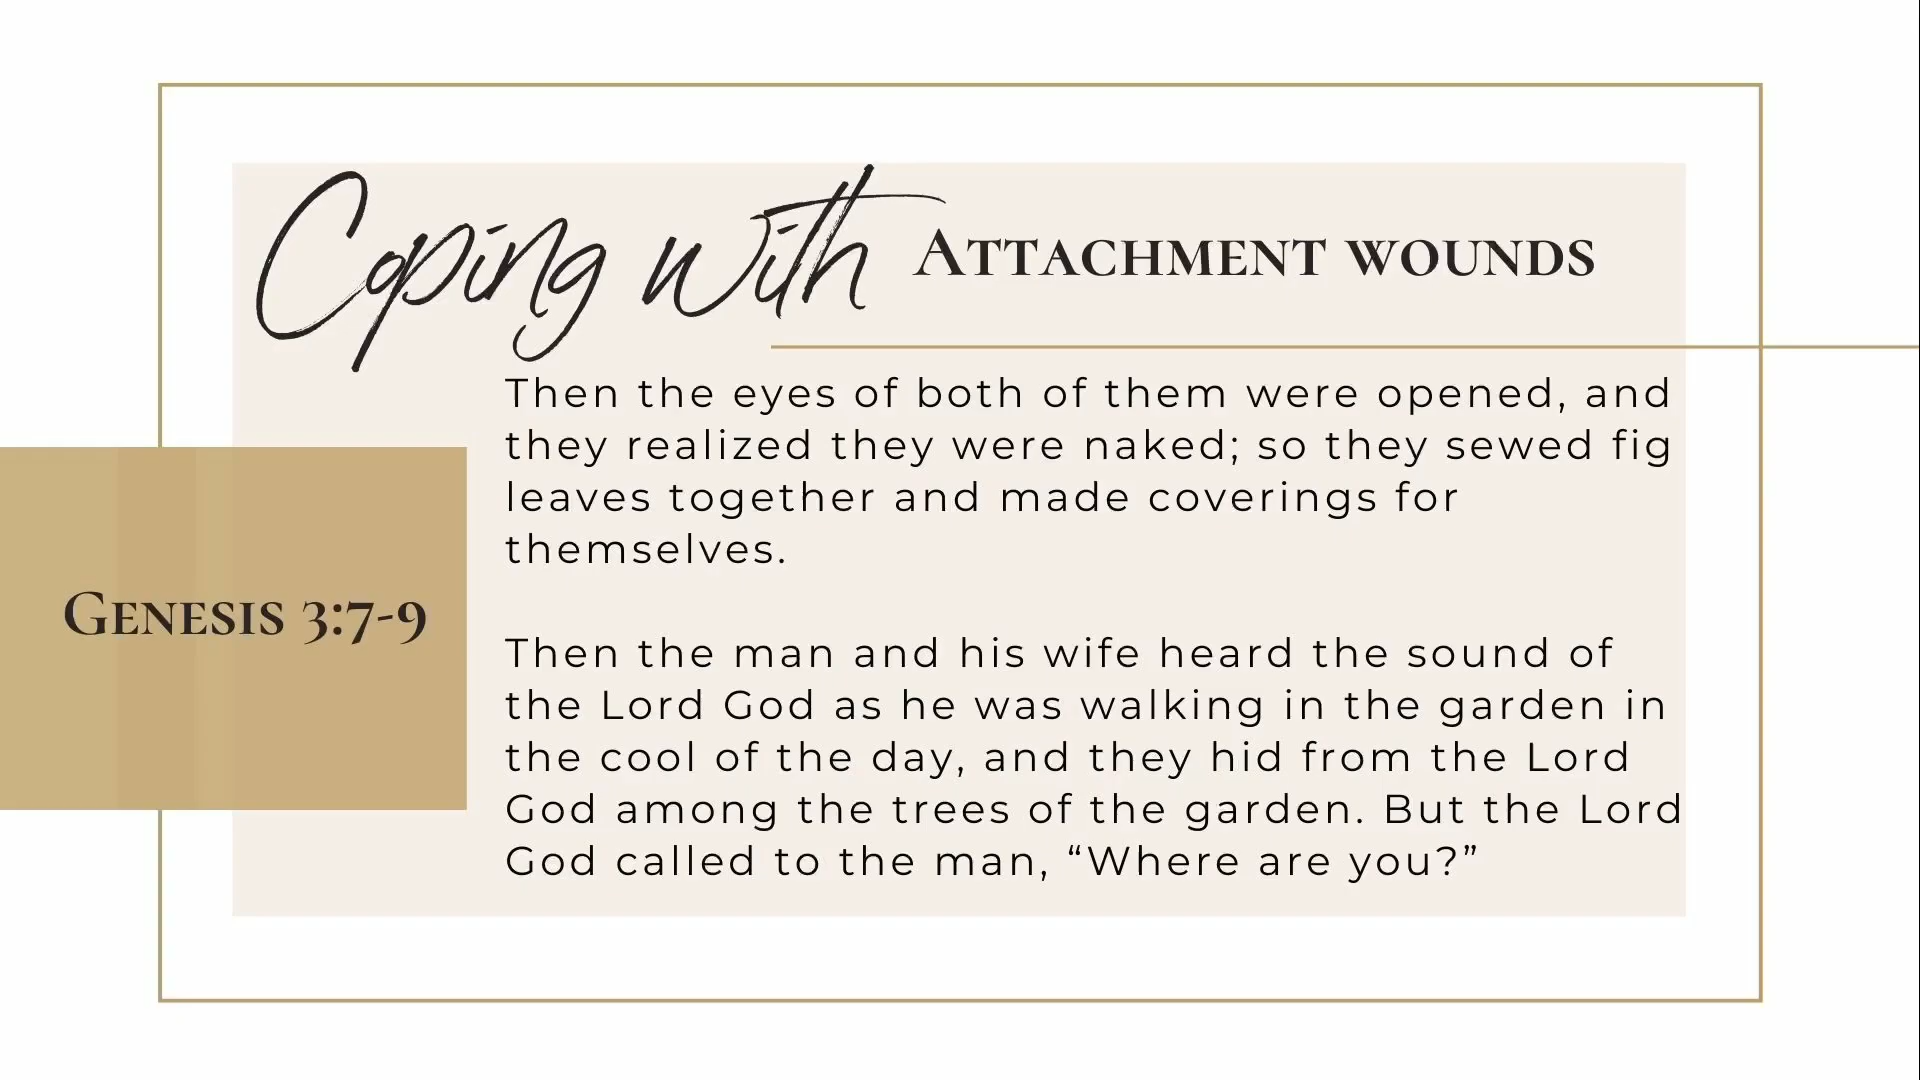 Coping with Attachment wounds
Then the eyes of both of them were opened, and
they realized they were naked; so they sewed fig
leaves together and made coverings for
themselves.
Genesis 3:7-9
Then the man and his wife heard the sound of
the Lord God as he was walking in the garden in
the cool of the day, and they hid from the Lord
God among the trees of the garden. But the Lord
God called to the man, “Where are you?”